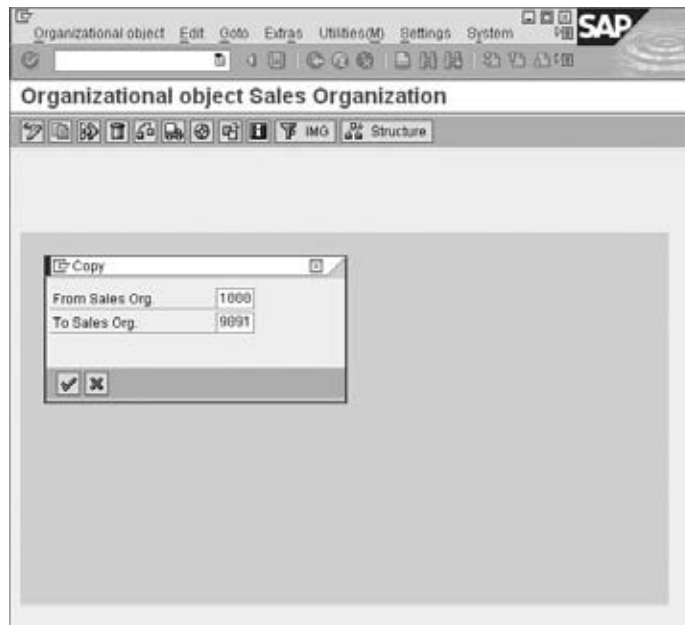 Organizational object Edit Goto Extras Utilities(M) Settings System
SAP
Organizational object Sales Organization
IMG Structure
Copy
From Sales Org. 1000
To Sales Org. 9091